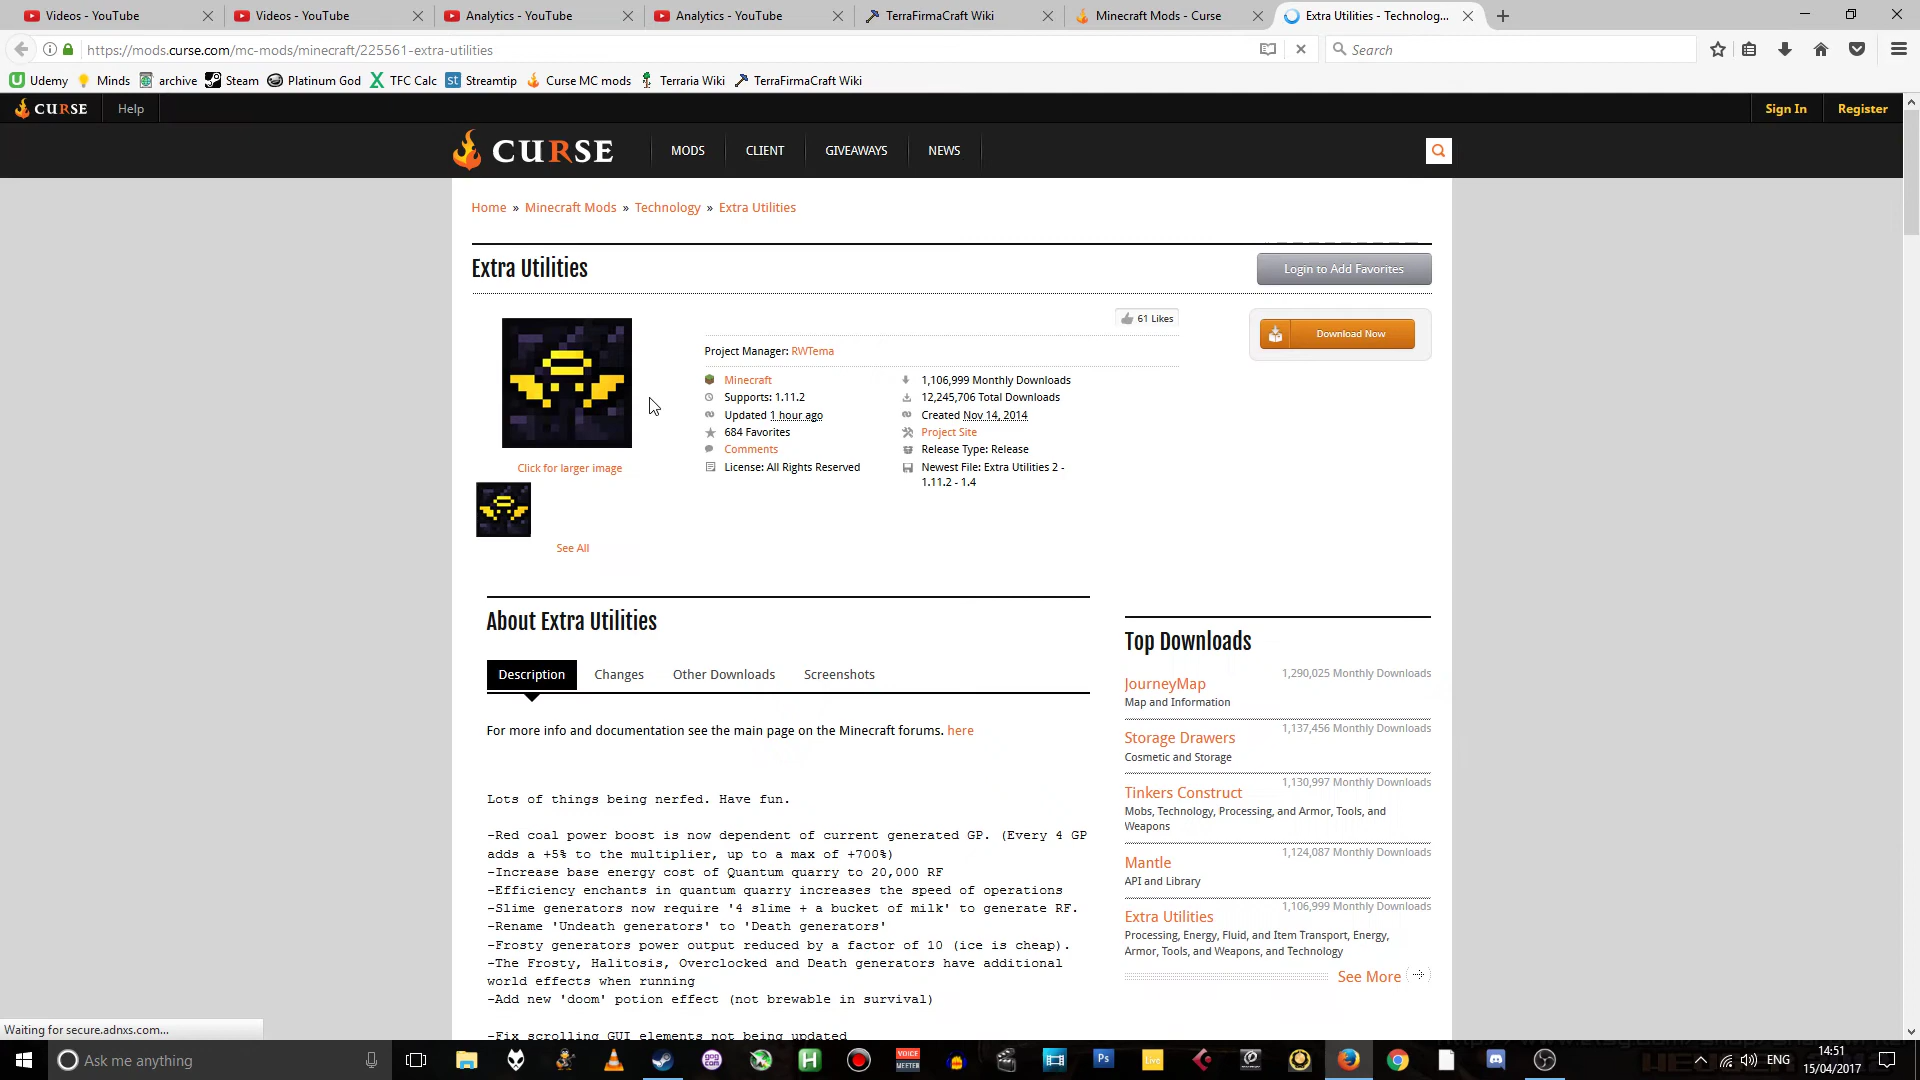 Videos - YouTube
Videos - YouTube
Analytics - YouTube
Analytics - YouTube
TerraFirmaCraft Wiki
Minecraft Mods - Curse
Extra Utilities - Technolog...
https://mods.curse.com/mc-mods/minecraft/225561-extra-utilities
Search
Udemy
Minds
archive
Steam
Platinum God
TFC Calc
Streamtip
Curse MC mods
Terraria Wiki
TerraFirmaCraft Wiki
CURSE
Help
Sign In
Register
CURSE
MODS
CLIENT
GIVEAWAYS
NEWS
Home » Minecraft Mods » Technology » Extra Utilities
Extra Utilities
Login to Add Favorites
61 Likes
Download Now
Project Manager: RWTema
Minecraft
1,106,999 Monthly Downloads
Supports: 1.11.2
12,245,706 Total Downloads
Updated 1 hour ago
Created Nov 14, 2014
684 Favorites
Project Site
Comments
Release Type: Release
License: All Rights Reserved
Newest File: Extra Utilities 2 -
1.11.2 - 1.4
Click for larger image
See All
About Extra Utilities
Description
Changes
Other Downloads
Screenshots
For more info and documentation see the main page on the Minecraft forums. here
Lots of things being nerfed. Have fun.
-Red coal power boost is now dependent of current generated GP. (Every 4 GP
adds a +5% to the multiplier, up to a max of +700%)
-Increase base energy cost of Quantum quarry to 20,000 RF
-Efficiency enchants in quantum quarry increases the speed of operations
-Slime generators now require '4 slime + a bucket of milk' to generate RF.
-Rename 'Undeath generators' to 'Death generators'
-Frosty generators power output reduced by a factor of 10 (ice is cheap).
-The Frosty, Halitosis, Overclocked and Death generators have additional
world effects when running
-Add new 'doom' potion effect (not brewable in survival)
-Fix scrolling GUI elements not being updated
Top Downloads
1,290,025 Monthly Downloads
JourneyMap
Map and Information
1,137,456 Monthly Downloads
Storage Drawers
Cosmetic and Storage
1,130,997 Monthly Downloads
Tinkers Construct
Mobs, Technology, Processing, and Armor, Tools, and
Weapons
1,124,087 Monthly Downloads
Mantle
API and Library
1,106,999 Monthly Downloads
Extra Utilities
Processing, Energy, Fluid, and Item Transport, Energy,
Armor, Tools, and Weapons, and Technology
See More
Waiting for secure.adnxs.com...
Ask me anything
gog
com
VOICE
MEETER
Ps
Live
ENG
14:51
15/04/2017